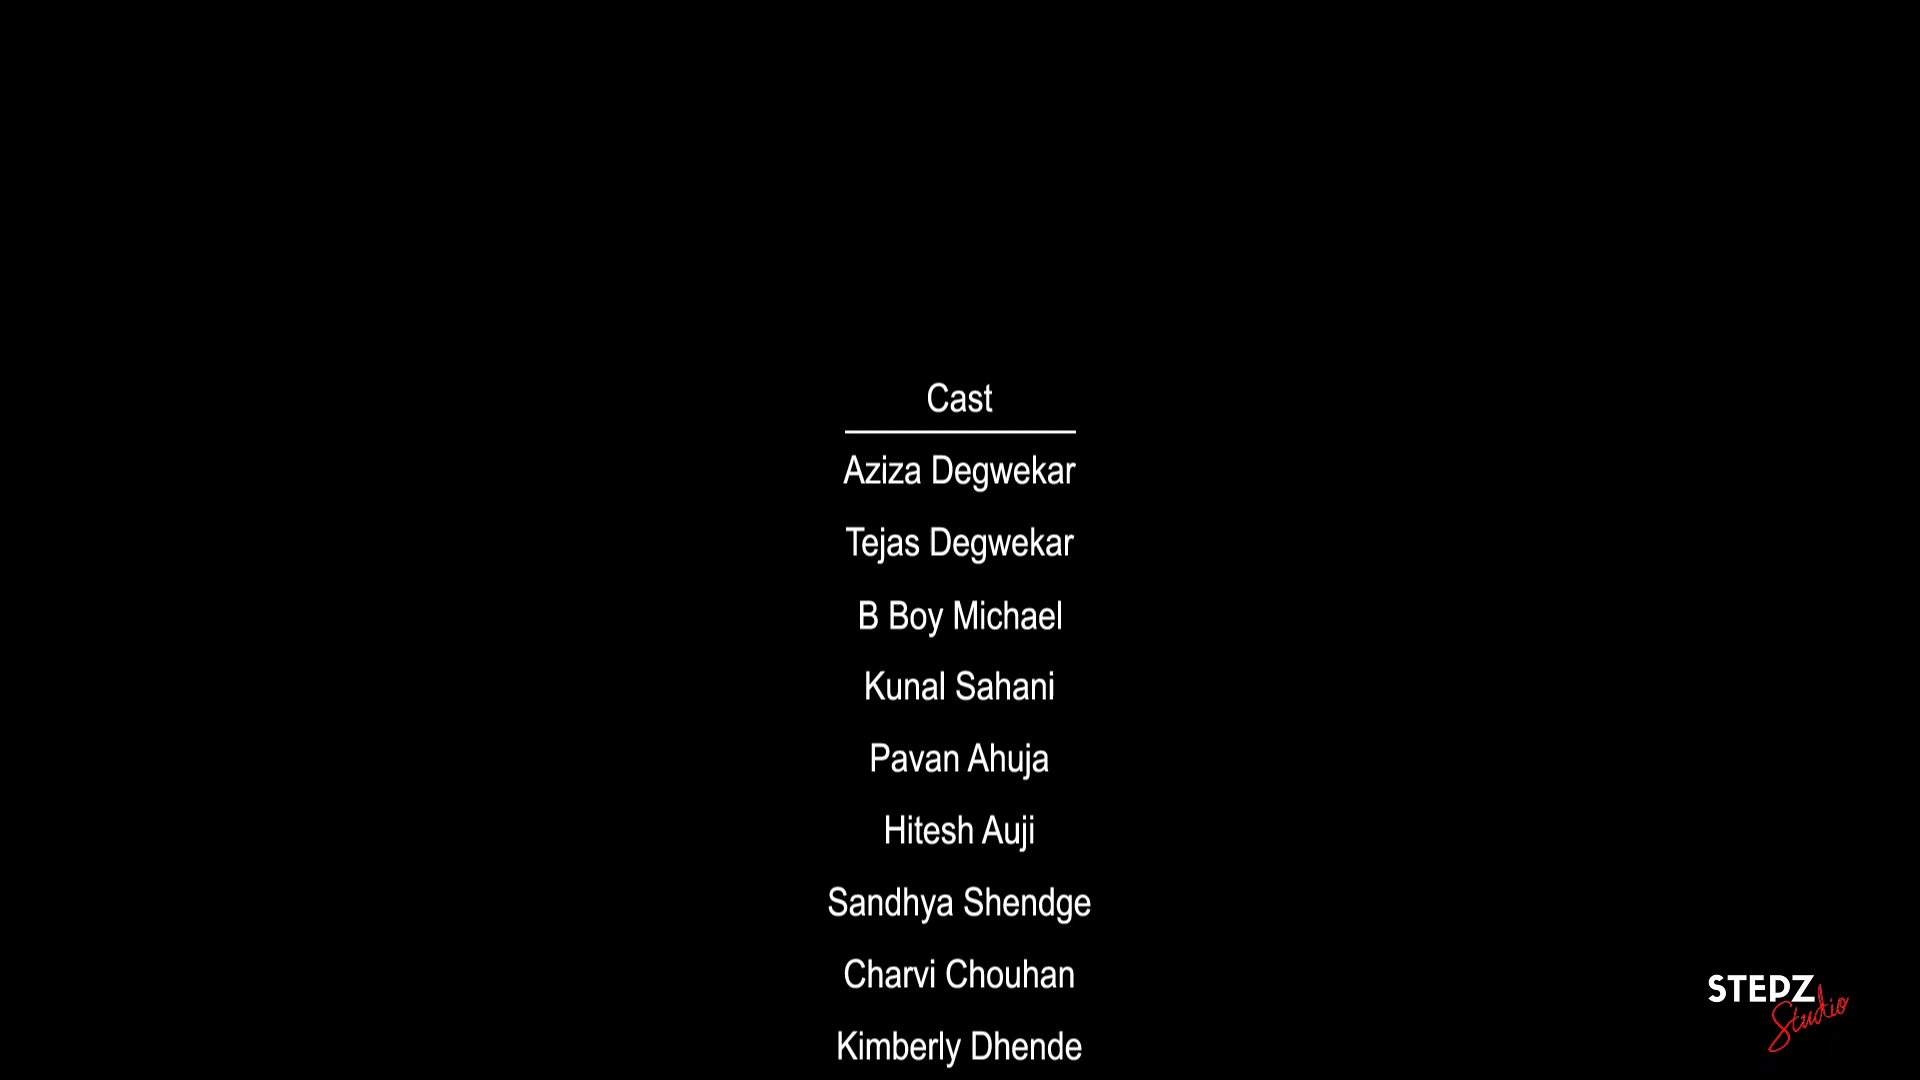 Cast
Aziza Degwekar
Tejas Degwekar
B Boy Michael
Kunal Sahani
Pavan Ahuja
Hitesh Auji
Sandhya Shendge
Charvi Chouhan
Kimberly Dhende
STEPZ
Studio